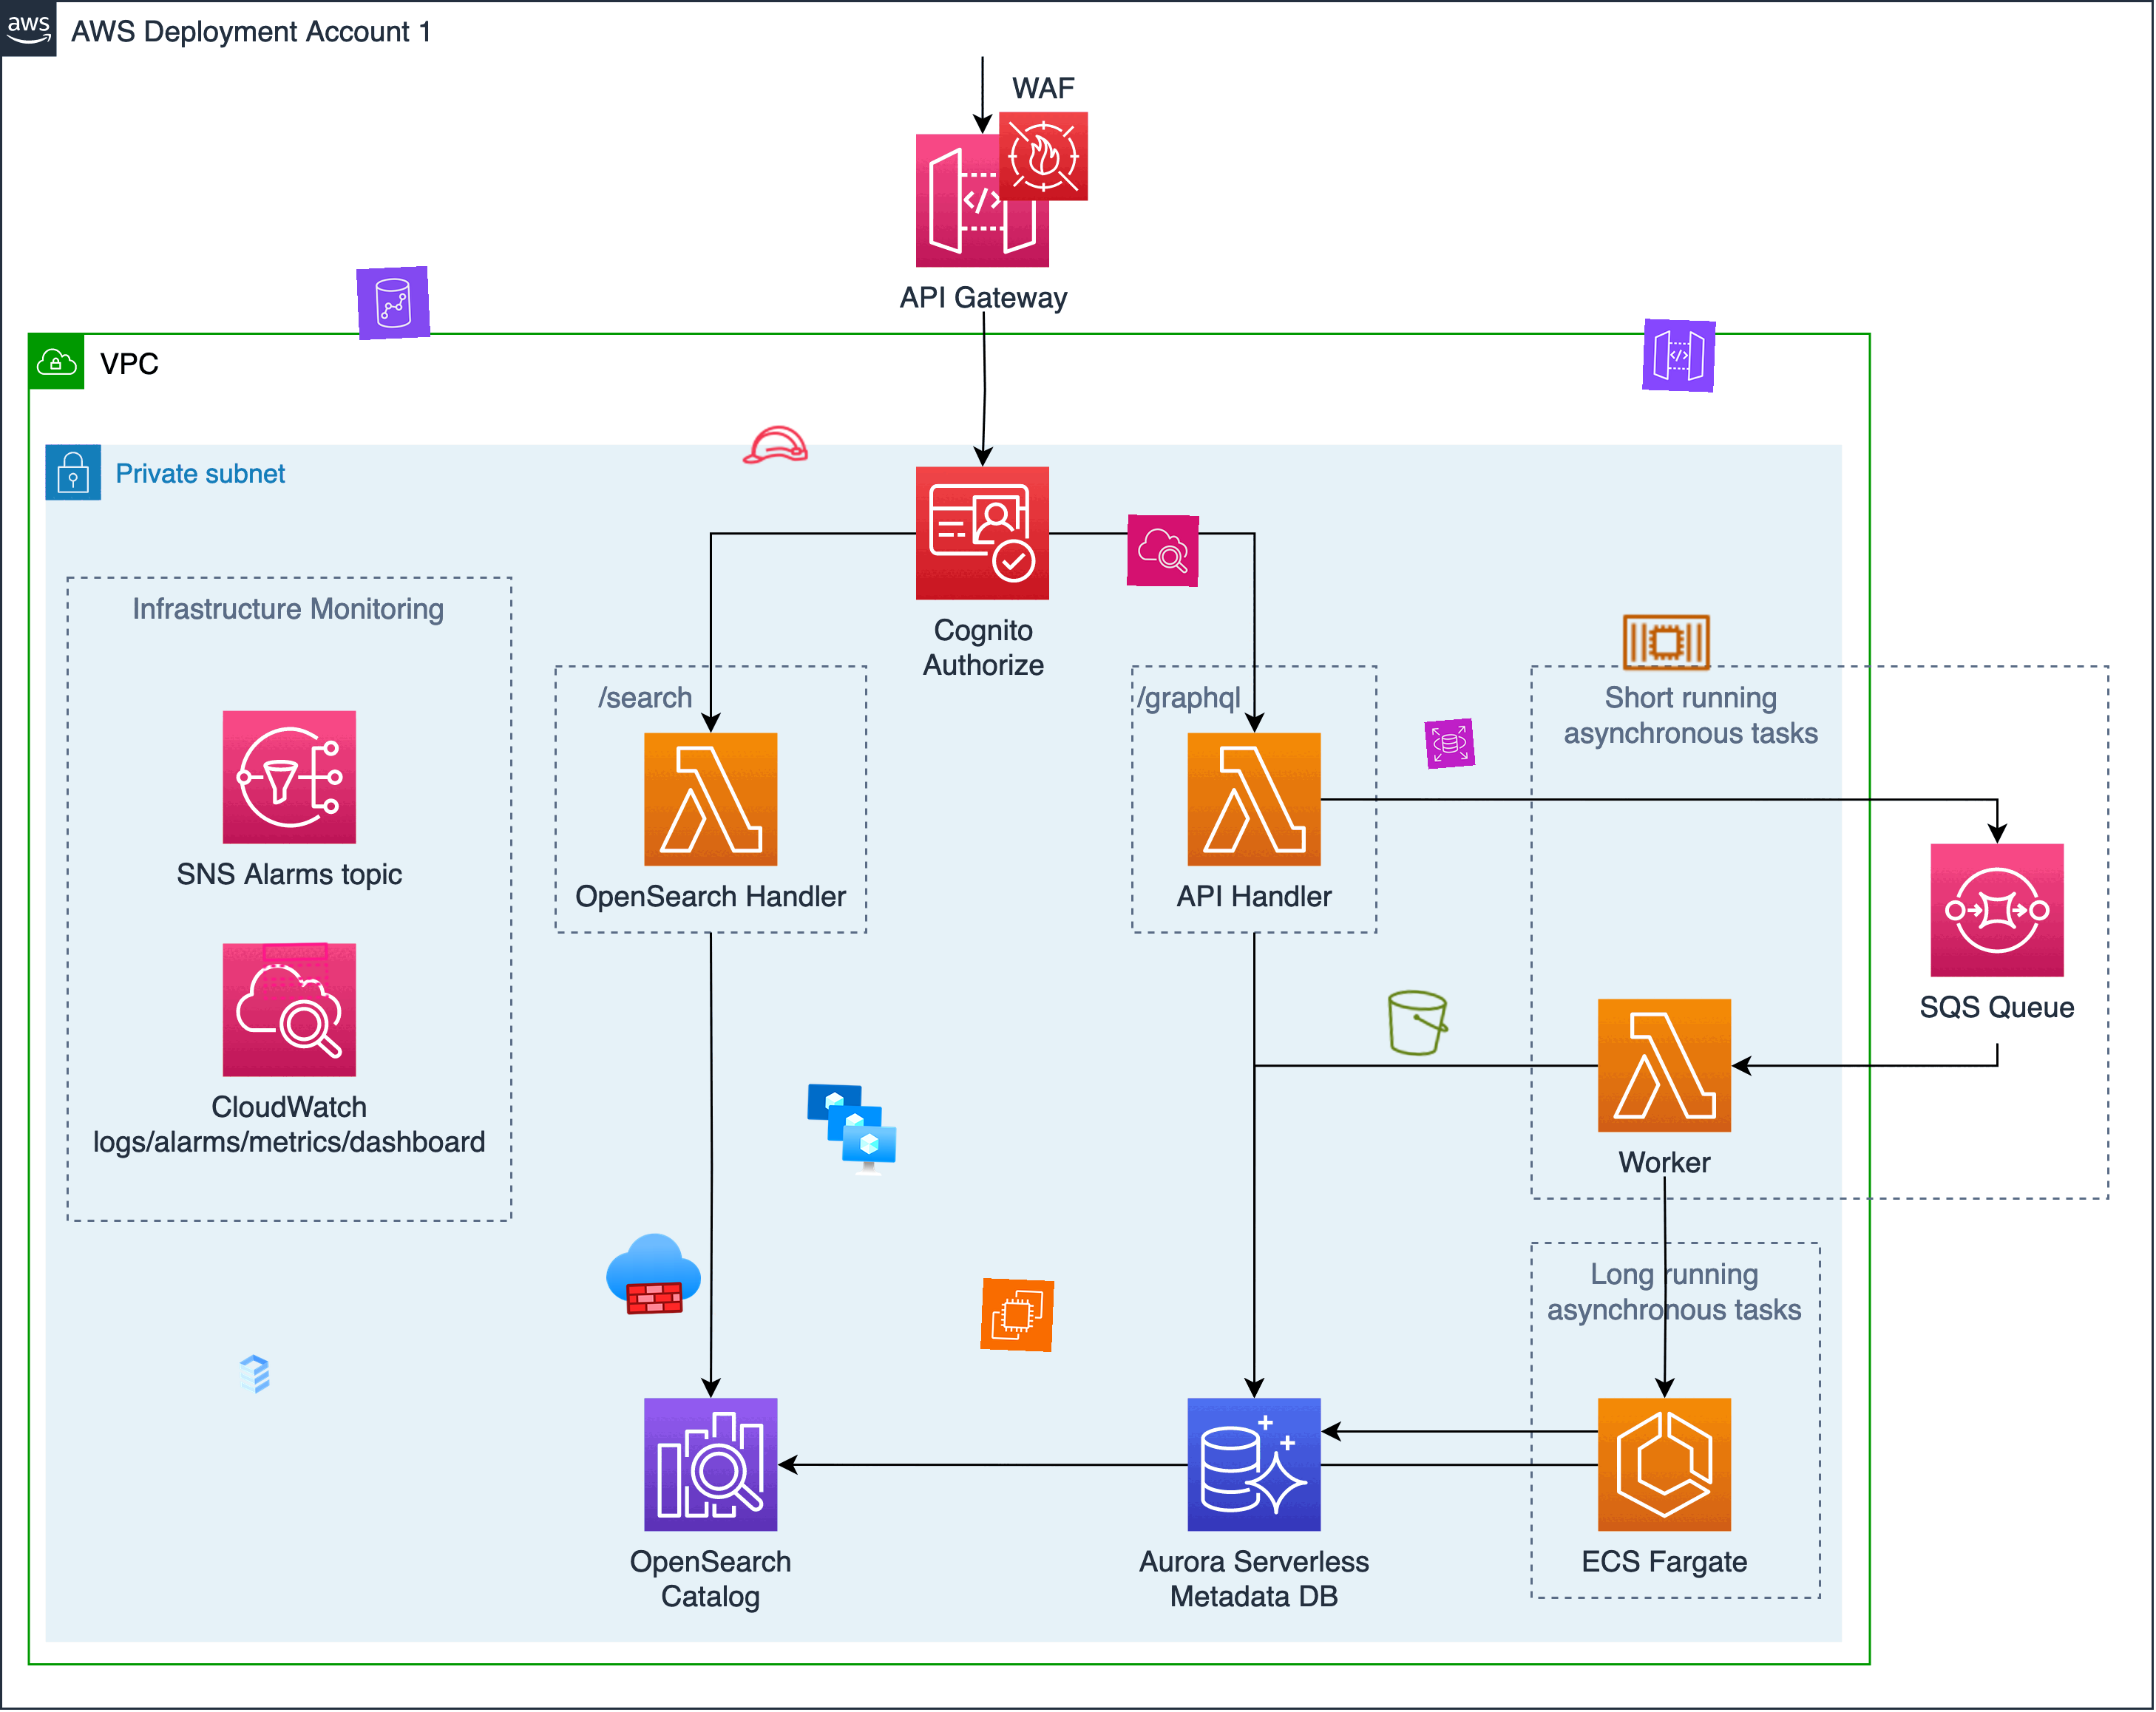 aws
AWS Deployment Account 1
WAF
API Gateway
VPC
Private subnet
Cognito
Authorize
Infrastructure Monitoring
SNS Alarms topic
CloudWatch
logs/alarms/metrics/dashboard
/search
OpenSearch Handler
/graphql
API Handler
Short running
asynchronous tasks
SQS Queue
Worker
Long running
asynchronous tasks
OpenSearch
Catalog
Aurora Serverless
Metadata DB
ECS Fargate